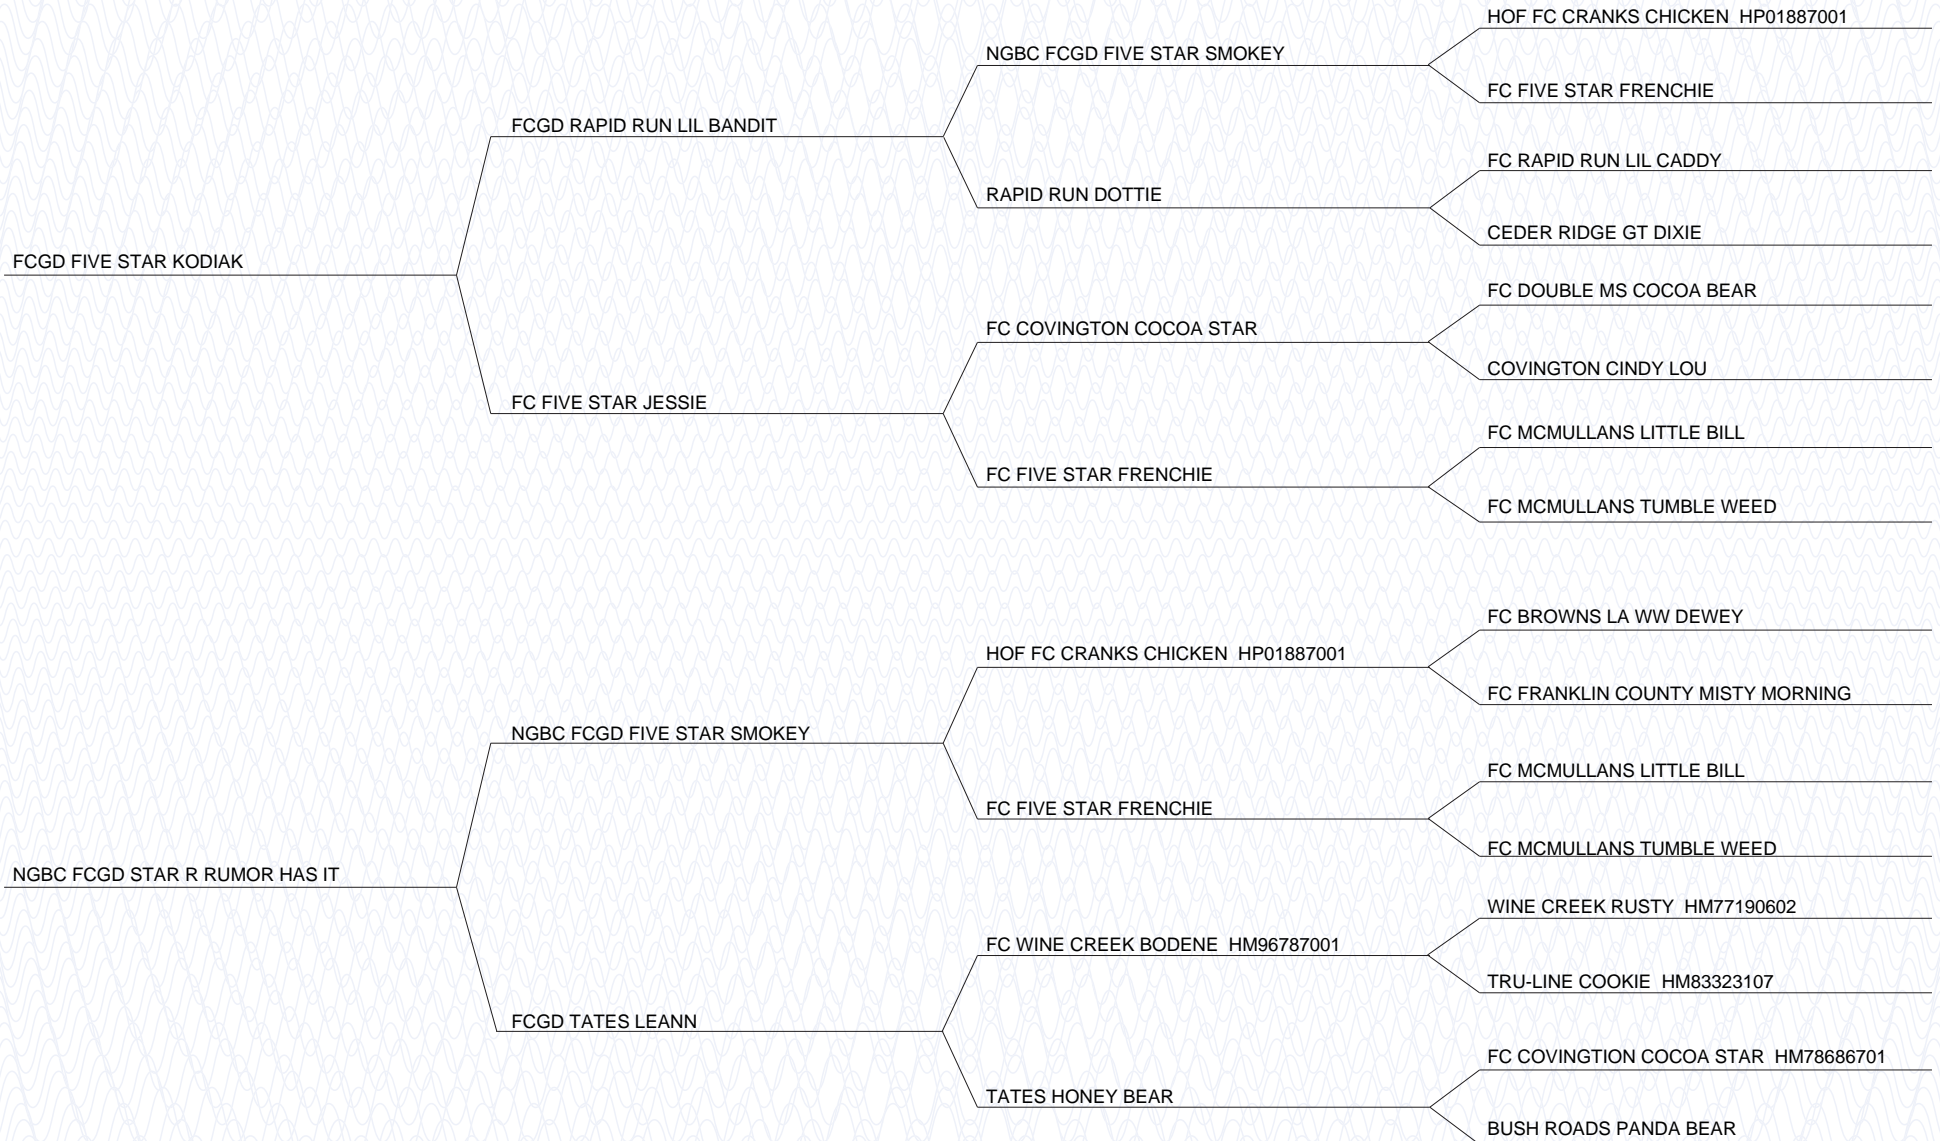 HOF FC CRANKS CHICKEN HP01887001
NGBC FCGD FIVE STAR SMOKEY
FC FIVE STAR FRENCHIE
FCGD RAPID RUN LIL BANDIT
FC RAPID RUN LIL CADDY
RAPID RUN DOTTIE
CEDER RIDGE GT DIXIE
FCGD FIVE STAR KODIAK
FC DOUBLE MS COCOA BEAR
FC COVINGTON COCOA STAR
COVINGTON CINDY LOU
FC FIVE STAR JESSIE
FC MCMULLANS LITTLE BILL
FC FIVE STAR FRENCHIE
FC MCMULLANS TUMBLE WEED
FC BROWNS LA WW DEWEY
HOF FC CRANKS CHICKEN HP01887001
FC FRANKLIN COUNTY MISTY MORNING
NGBC FCGD FIVE STAR SMOKEY
FC MCMULLANS LITTLE BILL
FC FIVE STAR FRENCHIE
FC MCMULLANS TUMBLE WEED
NGBC FCGD STAR R RUMOR HAS IT
WINE CREEK RUSTY HM77190602
FC WINE CREEK BODENE HM96787001
TRU-LINE COOKIE HM83323107
FCGD TATES LEANN
FC COVINGTION COCOA STAR HM78686701
TATES HONEY BEAR
BUSH ROADS PANDA BEAR